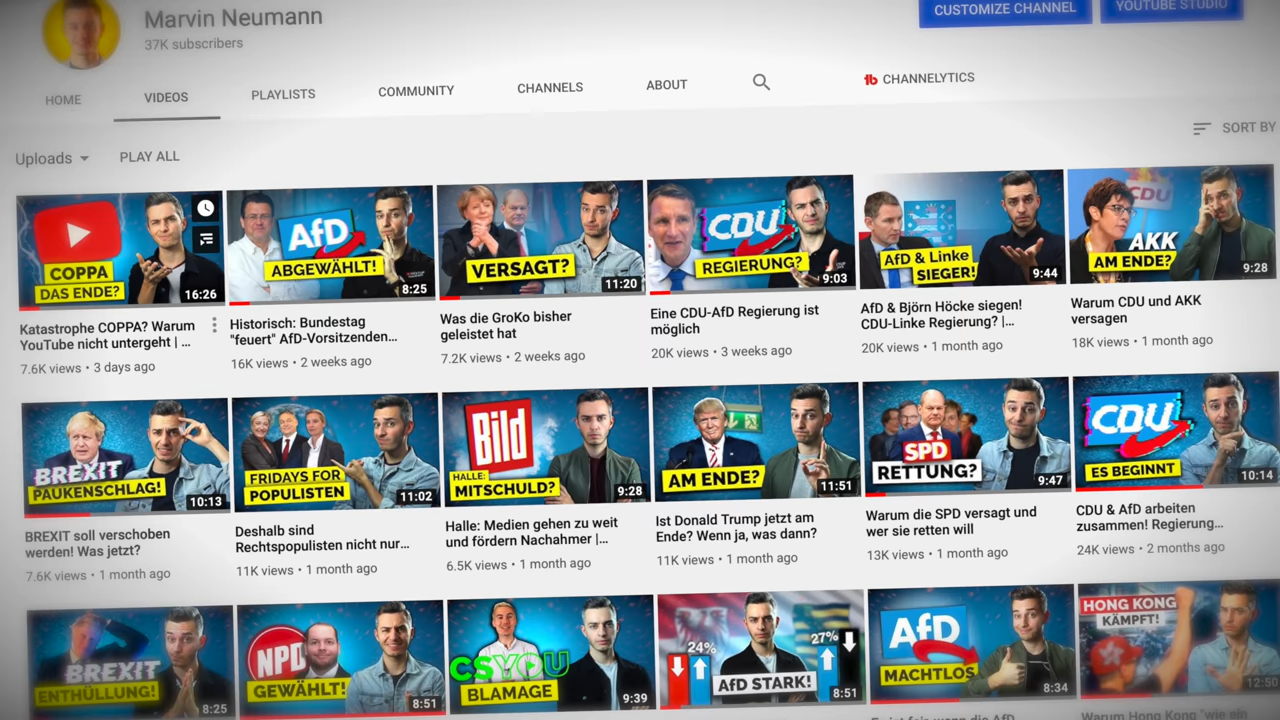 Marvin Neumann
37K subscribers
CUSTOMIZE CHANNEL
YOUTUBE STUDIO
HOME
VIDEOS
PLAYLISTS
COMMUNITY
CHANNELS
ABOUT
CHANNELYTICS
Uploads
PLAY ALL
SORT BY
COPPA
DAS ENDE?
16:26
AfD
ABGEWÄHLT!
8:25
VERSAGT?
11:20
CDU
REGIERUNG?
9:03
AfD & Linke
SIEGER!
9:44
CDU
AKK
AM ENDE?
9:28
Katastrophe COPPA? Warum
YouTube nicht untergeht | ...
7.6K views • 3 days ago
Historisch: Bundestag
"feuert" AfD-Vorsitzenden...
16K views • 2 weeks ago
Was die GroKo bisher
geleistet hat
7.2K views • 2 weeks ago
Eine CDU-AfD Regierung ist
möglich
20K views • 3 weeks ago
AfD & Björn Höcke siegen!
CDU-Linke Regierung? |...
20K views • 1 month ago
Warum CDU und AKK
versagen
18K views • 1 month ago
BREXIT
PAUKENSCHLAG!
10:13
FRIDAYS FOR
POPULISTEN
11:02
Bild
HALLE:
MITSCHULD?
9:28
AM ENDE?
11:51
SPD
RETTUNG?
9:47
CDU
ES BEGINNT
10:14
BREXIT soll verschoben
werden! Was jetzt?
7.6K views • 1 month ago
Deshalb sind
Rechtspopulisten nicht nur...
11K views • 1 month ago
Halle: Medien gehen zu weit
und fördern Nachahmer |...
6.5K views • 1 month ago
Ist Donald Trump jetzt am
Ende? Wenn ja, was dann?
11K views • 1 month ago
Warum die SPD versagt und
wer sie retten will
13K views • 1 month ago
CDU & AfD arbeiten
zusammen! Regierung...
24K views • 2 months ago
BREXIT
ENTHÜLLUNG!
8:25
NPD
GEWÄHLT!
8:51
CSYOU
BLAMAGE
9:39
24%
27%
AfD STARK!
8:51
AfD
MACHTLOS
8:34
HONG KONG
KÄMPFT!
12:50
Warum Hong Kong "wie ein